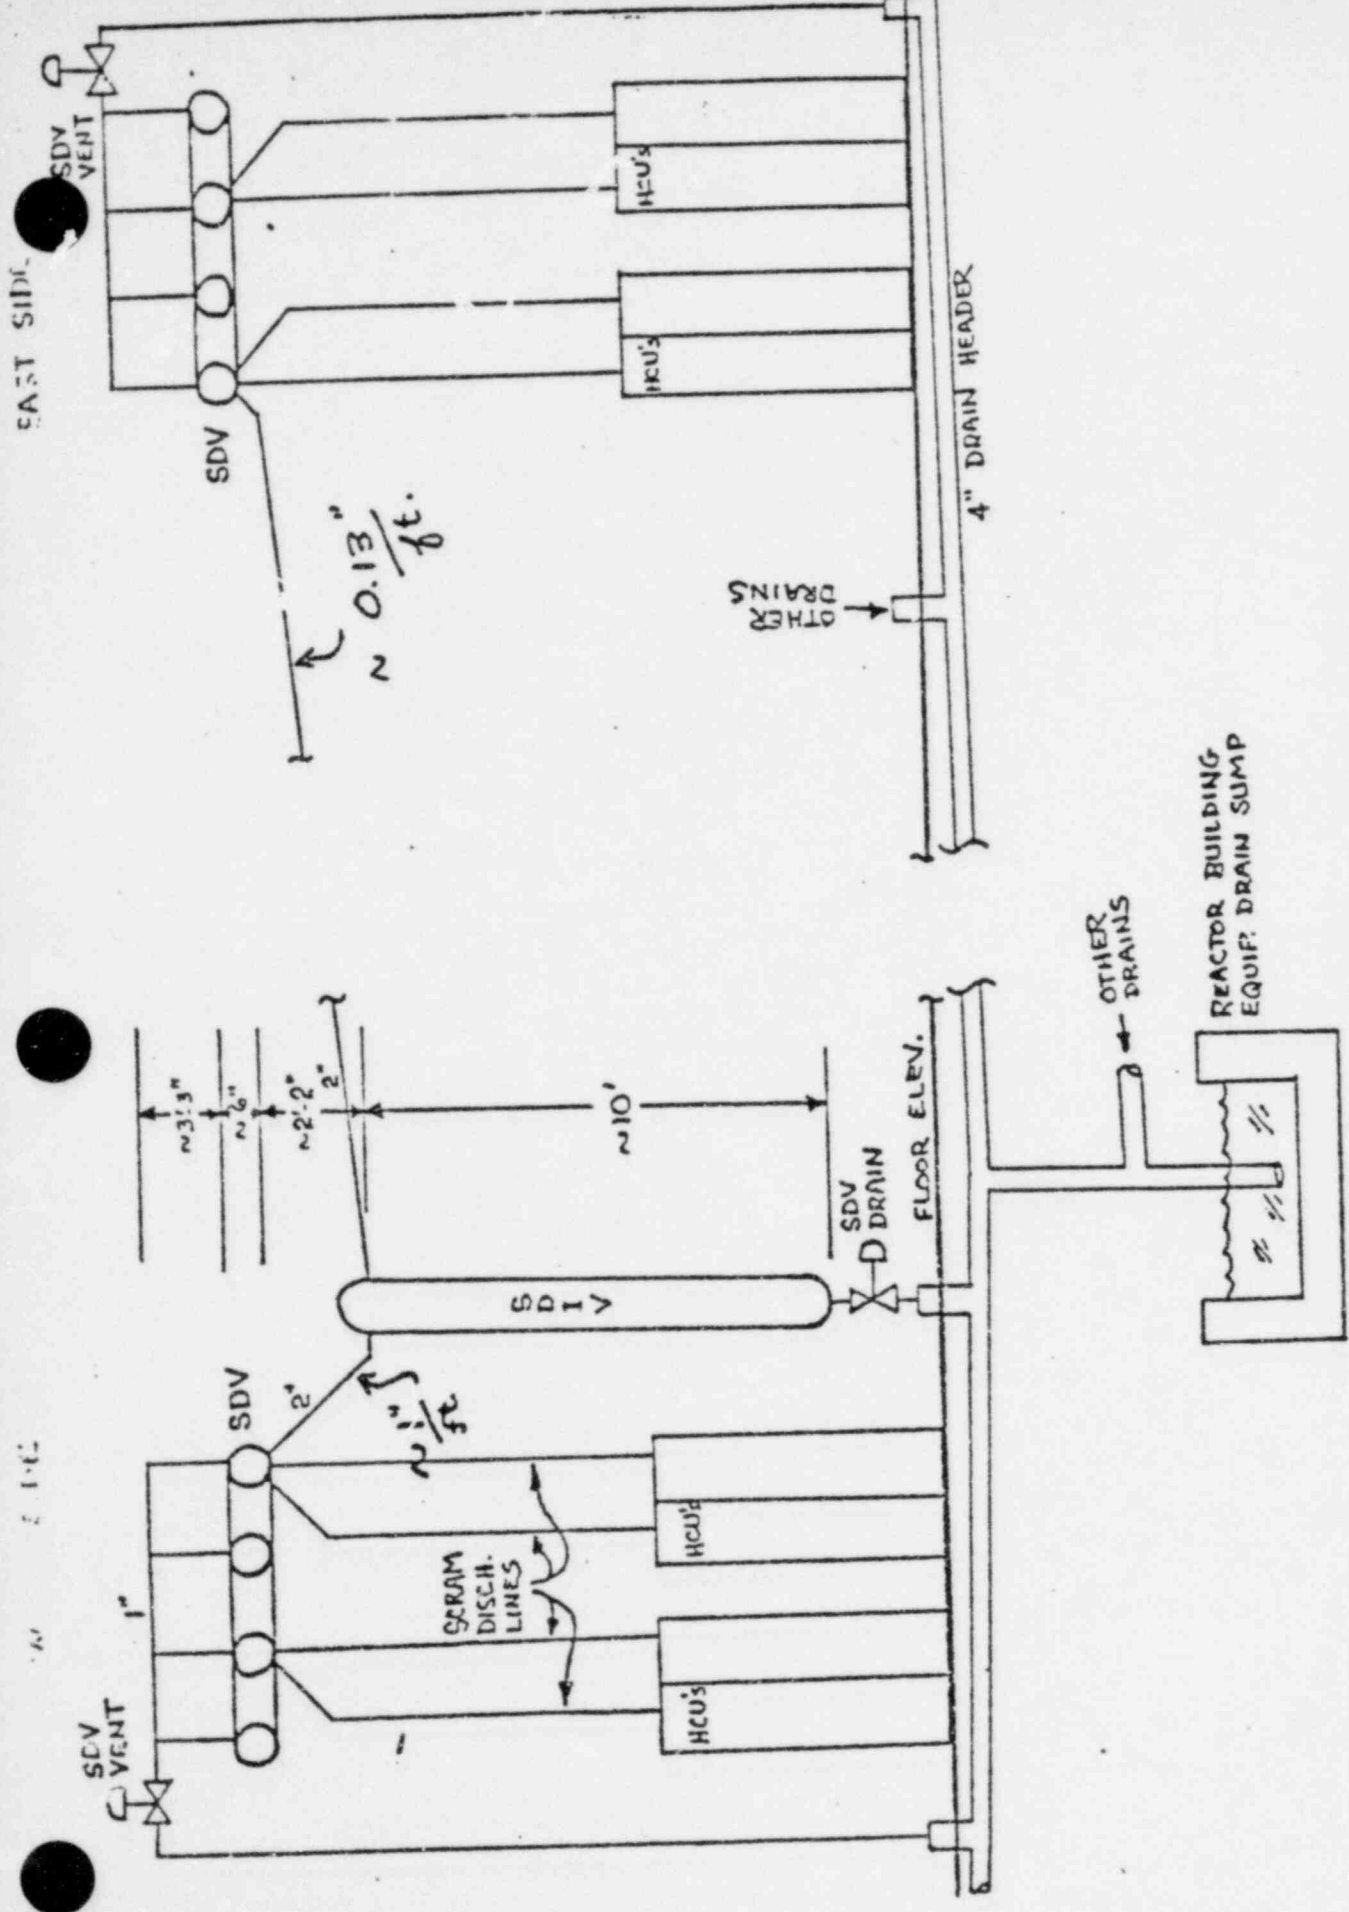 EAST SIDE
SDV
VENT
SDV
~ 0.13"/ft.
HCU's
HCU's
OTHER
DRAINS
4" DRAIN HEADER
~3'3"
~6"
~2'-2"
2"
~10'
SDV
VENT
1"
SDV
2"
~1"/ft.
SDIV
SCRAM
DISCH.
LINES
HCU's
HCU's
SDV
DRAIN
FLOOR ELEV.
OTHER
DRAINS
REACTOR BUILDING
EQUIP. DRAIN SUMP